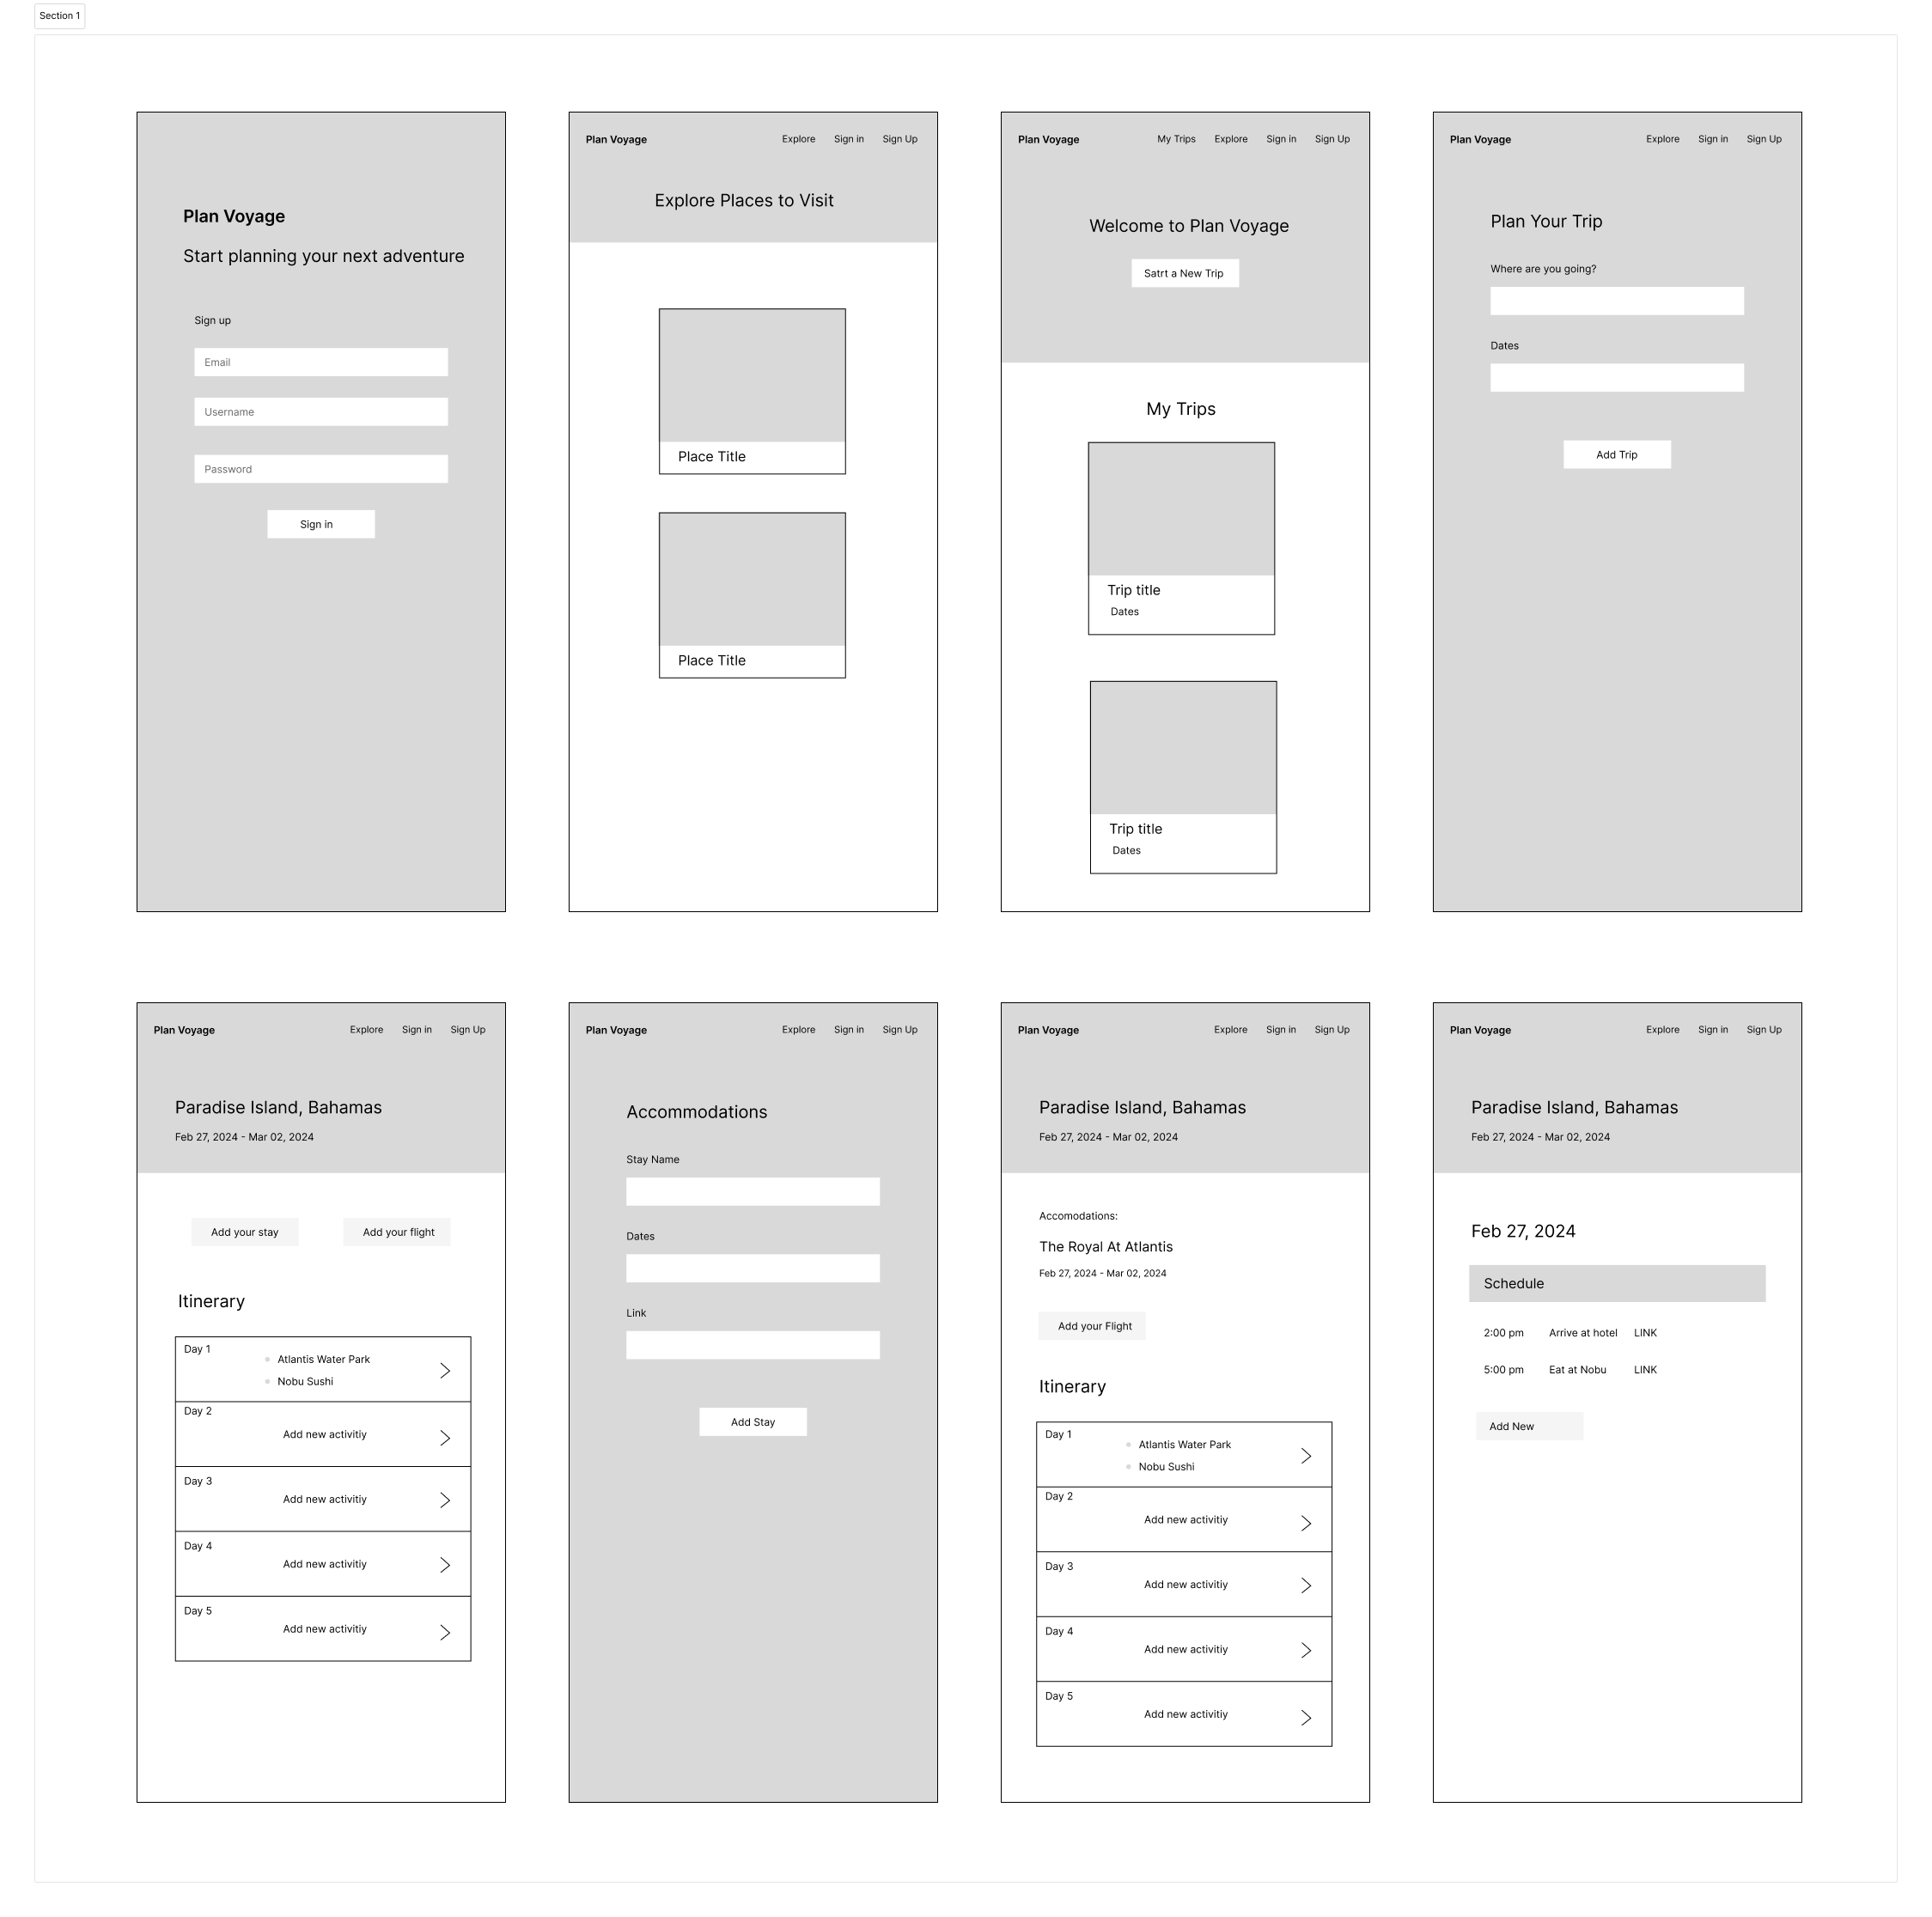 Section 1
Plan Voyage
Start planning your next adventure
Sign up
Email
Username
Password
Sign in
Plan Voyage Explore Sign in Sign Up
Explore Places to Visit
Place Title
Place Title
Plan Voyage My Trips Explore Sign in Sign Up
Welcome to Plan Voyage
Satrt a New Trip
My Trips
Trip title
Dates
Trip title
Dates
Plan Voyage Explore Sign in Sign Up
Plan Your Trip
Where are you going?
Dates
Add Trip
Plan Voyage Explore Sign in Sign Up
Paradise Island, Bahamas
Feb 27, 2024 - Mar 02, 2024
Add your stay Add your flight
Itinerary
Day 1
Atlantis Water Park
Nobu Sushi
Day 2
Add new activitiy
Day 3
Add new activitiy
Day 4
Add new activitiy
Day 5
Add new activitiy
Plan Voyage Explore Sign in Sign Up
Accommodations
Stay Name
Dates
Link
Add Stay
Plan Voyage Explore Sign in Sign Up
Paradise Island, Bahamas
Feb 27, 2024 - Mar 02, 2024
Accomodations:
The Royal At Atlantis
Feb 27, 2024 - Mar 02, 2024
Add your Flight
Itinerary
Day 1
Atlantis Water Park
Nobu Sushi
Day 2
Add new activitiy
Day 3
Add new activitiy
Day 4
Add new activitiy
Day 5
Add new activitiy
Plan Voyage Explore Sign in Sign Up
Paradise Island, Bahamas
Feb 27, 2024 - Mar 02, 2024
Feb 27, 2024
Schedule
2:00 pm Arrive at hotel LINK
5:00 pm Eat at Nobu LINK
Add New